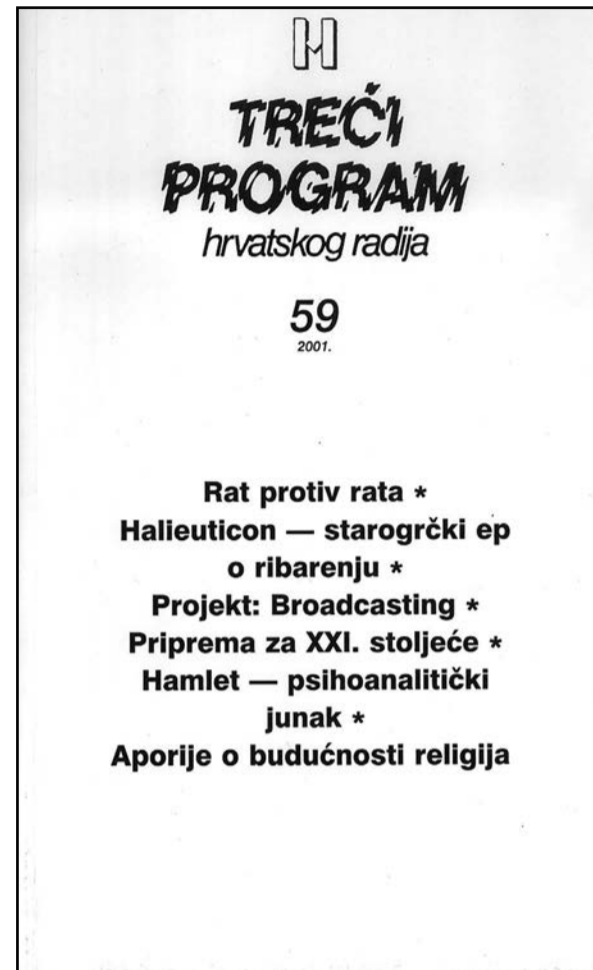 H
TREĆI
PROGRAM
hrvatskog radija
59
2001.
Rat protiv rata *
Halieuticon — starogrčki ep
o ribarenju *
Projekt: Broadcasting *
Priprema za XXI. stoljeće *
Hamlet — psihoanalitički
junak *
Aporije o budućnosti religija